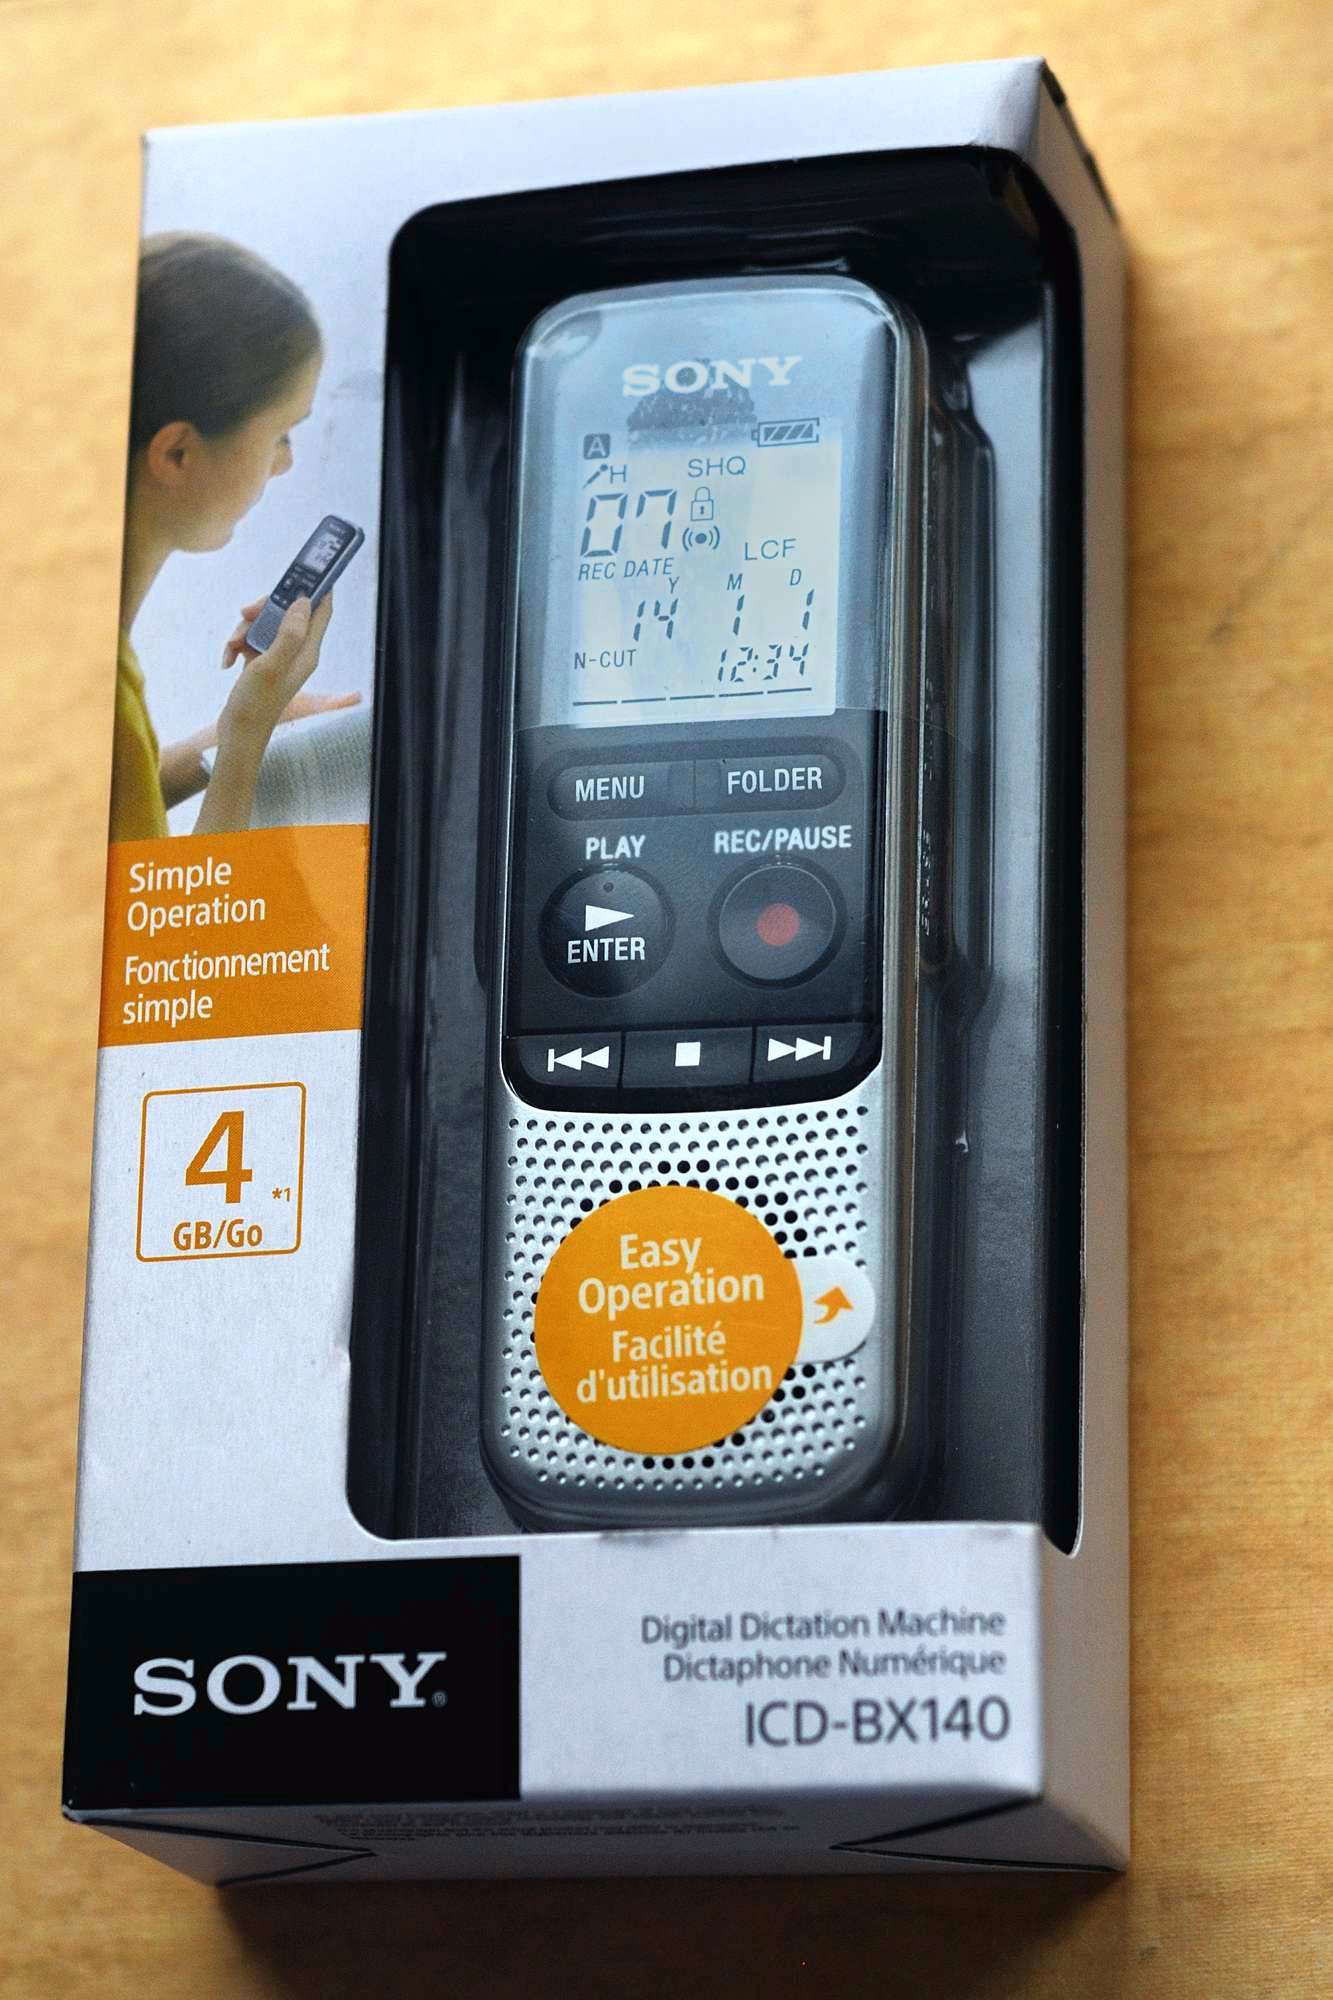 SONY
A
H SHQ
07
LCF
REC DATE
Y M D
14 1 1
N-CUT 12:34
MENU FOLDER
PLAY REC/PAUSE
ENTER
Simple
Operation
Fonctionnement
simple
4
*1
GB/Go
Easy
Operation
Facilité
d'utilisation
SONY®
Digital Dictation Machine
Dictaphone Numérique
ICD-BX140